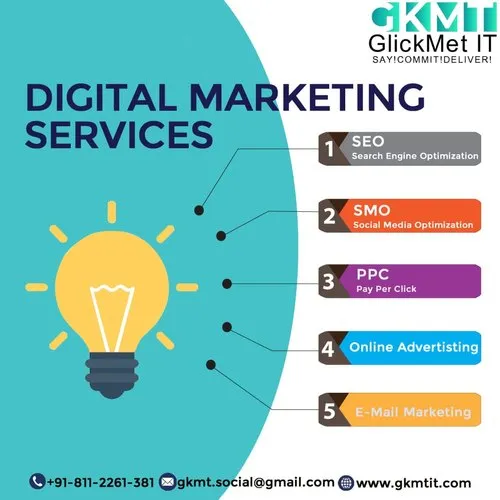 GKMT
GlickMet IT
SAY!COMMIT!DELIVER!
DIGITAL MARKETING
SERVICES
1
SEO
Search Engine Optimization
2
SMO
Social Media Optimization
3
PPC
Pay Per Click
4
Online Advertisting
5
E-Mail Marketing
+91-811-2261-381
gkmt.social@gmail.com
www.gkmtit.com